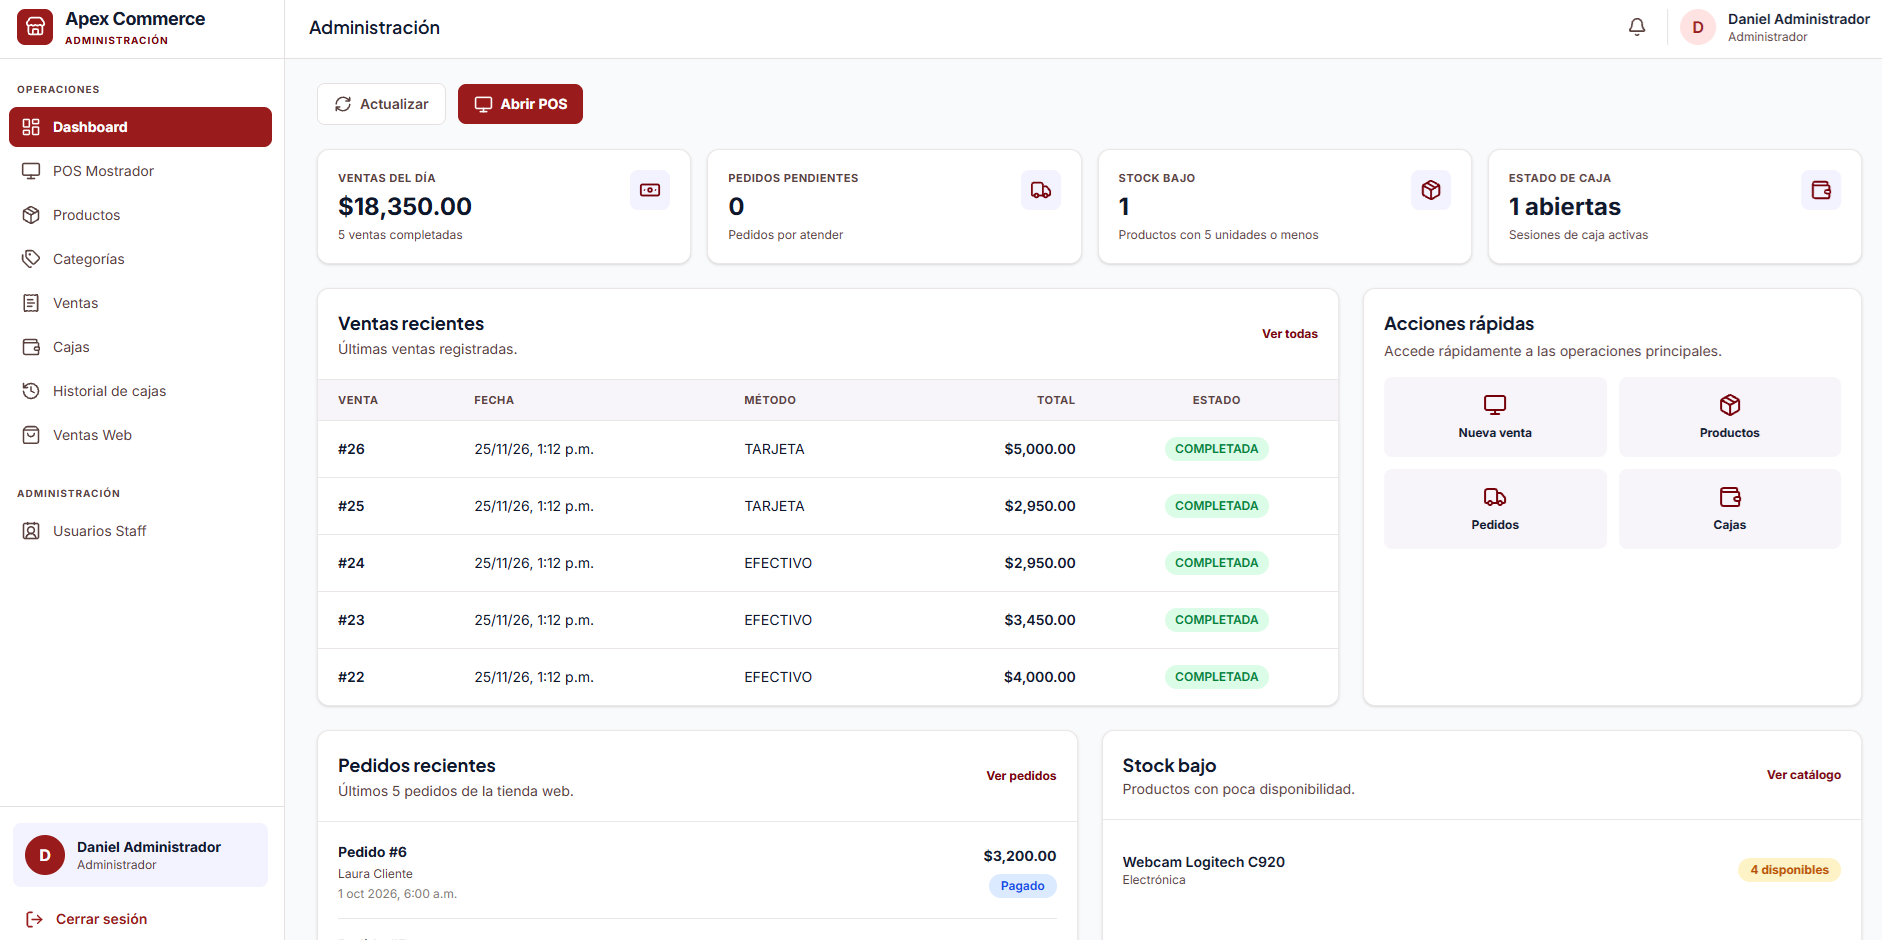 Apex Commerce
ADMINISTRACIÓN
OPERACIONES
Dashboard
POS Mostrador
Productos
Categorías
Ventas
Cajas
Historial de cajas
Ventas Web
ADMINISTRACIÓN
Usuarios Staff
D
Daniel Administrador
Administrador
Cerrar sesión
Administración
D
Daniel Administrador
Administrador
Actualizar
Abrir POS
VENTAS DEL DÍA
$18,350.00
5 ventas completadas
PEDIDOS PENDIENTES
0
Pedidos por atender
STOCK BAJO
1
Productos con 5 unidades o menos
ESTADO DE CAJA
1 abiertas
Sesiones de caja activas
Ventas recientes
Últimas ventas registradas.
Ver todas
VENTA FECHA MÉTODO TOTAL ESTADO
#26 25/11/26, 1:12 p.m. TARJETA $5,000.00 COMPLETADA
#25 25/11/26, 1:12 p.m. TARJETA $2,950.00 COMPLETADA
#24 25/11/26, 1:12 p.m. EFECTIVO $2,950.00 COMPLETADA
#23 25/11/26, 1:12 p.m. EFECTIVO $3,450.00 COMPLETADA
#22 25/11/26, 1:12 p.m. EFECTIVO $4,000.00 COMPLETADA
Acciones rápidas
Accede rápidamente a las operaciones principales.
Nueva venta
Productos
Pedidos
Cajas
Pedidos recientes
Últimos 5 pedidos de la tienda web.
Ver pedidos
Pedido #6
Laura Cliente
1 oct 2026, 6:00 a.m.
$3,200.00
Pagado
Stock bajo
Productos con poca disponibilidad.
Ver catálogo
Webcam Logitech C920
Electrónica
4 disponibles